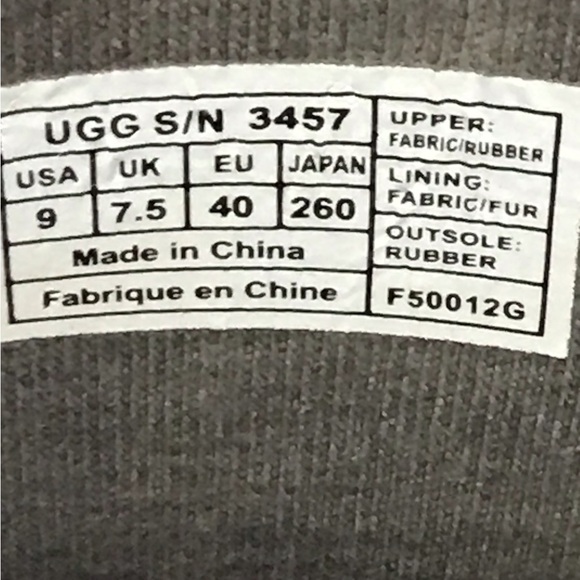 UGG S/N 3457
USA UK EU JAPAN
9 7.5 40 260
Made in China
Fabrique en Chine
UPPER:
FABRIC/RUBBER
LINING:
FABRIC/FUR
OUTSOLE:
RUBBER
F50012G